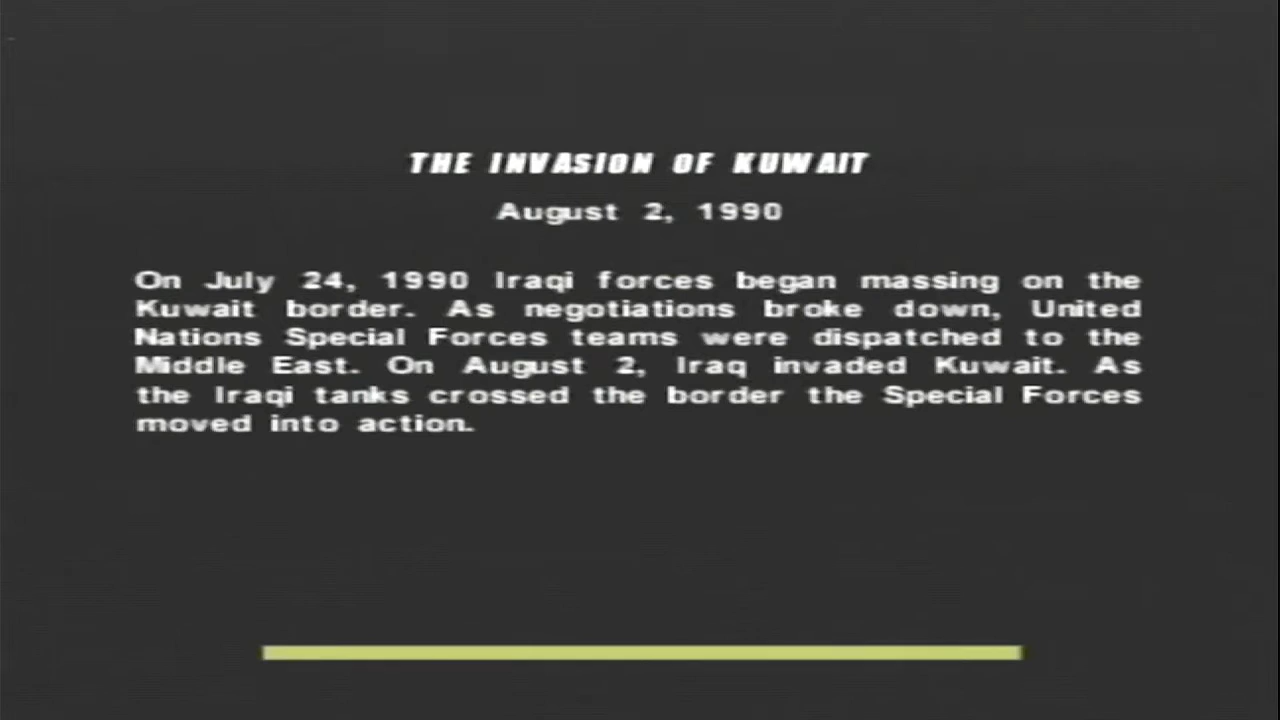 THE INVASION OF KUWAIT
August 2, 1990
On July 24, 1990 Iraqi forces began massing on the
Kuwait border. As negotiations broke down, United
Nations Special Forces teams were dispatched to the
Middle East. On August 2, Iraq invaded Kuwait. As
the Iraqi tanks crossed the border the Special Forces
moved into action.